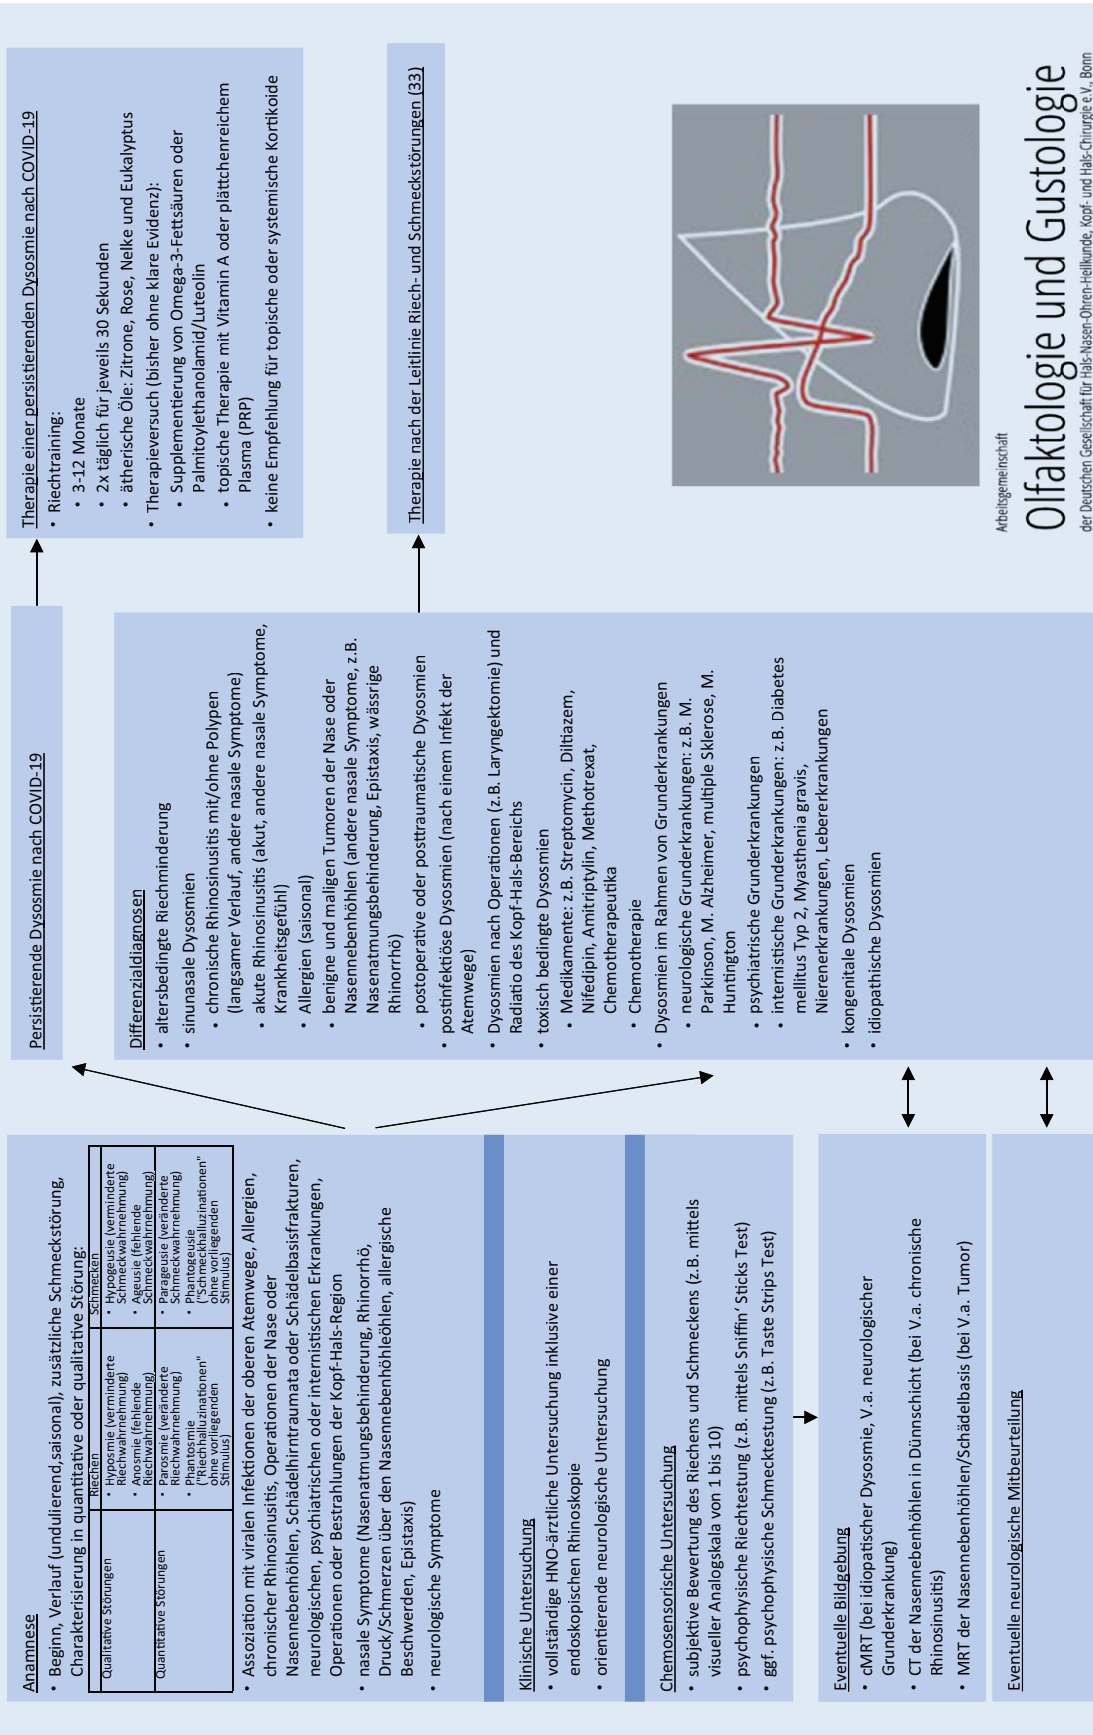 Anamnese
• Beginn, Verlauf (undulierend,saisonal), zusätzliche Schmeckstörung,
Charakterisierung in quantitative oder qualitative Störung:
Riechen Schmecken
Qualitative Störungen
• Hyposmie (verminderte
Riechwahrnehmung)
• Anosmie (fehlende
Riechwahrnehmung)
• Hypogeusie (verminderte
Schmeckwahrnehmung)
• Ageusie (fehlende
Schmeckwahrnehmung)
Quantitative Störungen
• Parosmie (veränderte
Riechwahrnehmung)
• Phantosmie
("Riechhalluzinationen"
ohne vorliegenden
Stimulus)
• Parageusie (veränderte
Schmeckwahrnehmung)
• Phantogeusie
("Schmeckhalluzinationen"
ohne vorliegenden
Stimulus)
• Assoziation mit viralen Infektionen der oberen Atemwege, Allergien,
chronischer Rhinosinusitis, Operationen der Nase oder
Nasennebenhöhlen, Schädelhirntraumata oder Schädelbasisfrakturen,
neurologischen, psychiatrischen oder internistischen Erkrankungen,
Operationen oder Bestrahlungen der Kopf-Hals-Region
• nasale Symptome (Nasenatmungsbehinderung, Rhinorrhö,
Druck/Schmerzen über den Nasennebenhöhleöhlen, allergische
Beschwerden, Epistaxis)
• neurologische Symptome
Klinische Untersuchung
• vollständige HNO-ärztliche Untersuchung inklusive einer
endoskopischen Rhinoskopie
• orientierende neurologische Untersuchung
Chemosensorische Untersuchung
• subjektive Bewertung des Riechens und Schmeckens (z.B. mittels
visueller Analogskala von 1 bis 10)
• psychophysische Riechtestung (z.B. mittels Sniffin‘ Sticks Test)
• ggf. psychophysische Schmecktestung (z.B. Taste Strips Test)
Eventuelle Bildgebung
• cMRT (bei idiopatischer Dysosmie, V.a. neurologischer
Grunderkrankung)
• CT der Nasennebenhöhlen in Dünnschicht (bei V.a. chronische
Rhinosinusitis)
• MRT der Nasennebenhöhlen/Schädelbasis (bei V.a. Tumor)
Eventuelle neurologische Mitbeurteilung
Persistierende Dysosmie nach COVID-19
Differenzialdiagnosen
• altersbedingte Riechminderung
• sinunasale Dysosmien
• chronische Rhinosinusitis mit/ohne Polypen
(langsamer Verlauf, andere nasale Symptome)
• akute Rhinosinusitis (akut, andere nasale Symptome,
Krankheitsgefühl)
• Allergien (saisonal)
• benigne und maligen Tumoren der Nase oder
Nasennebenhöhlen (andere nasale Symptome, z.B.
Nasenatmungsbehinderung, Epistaxis, wässrige
Rhinorrhö)
• postoperative oder posttraumatische Dysosmien
• postinfektiöse Dysosmien (nach einem Infekt der
Atemwege)
• Dysosmien nach Operationen (z.B. Laryngektomie) und
Radiatio des Kopf-Hals-Bereichs
• toxisch bedingte Dysosmien
• Medikamente: z.B. Streptomycin, Diltiazem,
Nifedipin, Amitriptylin, Methotrexat,
Chemotherapeutika
• Chemotherapie
• Dysosmien im Rahmen von Grunderkrankungen
• neurologische Grunderkankungen: z.B. M.
Parkinson, M. Alzheimer, multiple Sklerose, M.
Huntington
• psychiatrische Grunderkankungen
• internistische Grunderkankungen: z.B. Diabetes
mellitus Typ 2, Myasthenia gravis,
Nierenerkrankungen, Lebererkrankungen
• kongenitale Dysosmien
• idiopathische Dysosmien
Therapie einer persistierenden Dysosmie nach COVID-19
• Riechtraining:
• 3-12 Monate
• 2x täglich für jeweils 30 Sekunden
• ätherische Öle: Zitrone, Rose, Nelke und Eukalyptus
• Therapieversuch (bisher ohne klare Evidenz):
• Supplementierung von Omega-3-Fettsäuren oder
Palmitoylethanolamid/Luteolin
• topische Therapie mit Vitamin A oder plättchenreichem
Plasma (PRP)
• keine Empfehlung für topische oder systemische Kortikoide
Therapie nach der Leitlinie Riech- und Schmeckstörungen (33)
Arbeitsgemeinschaft
Olfaktologie und Gustologie
der Deutschen Gesellschaft für Hals-Nasen-Ohren-Heilkunde, Kopf- und Hals-Chirurgie e.V., Bonn